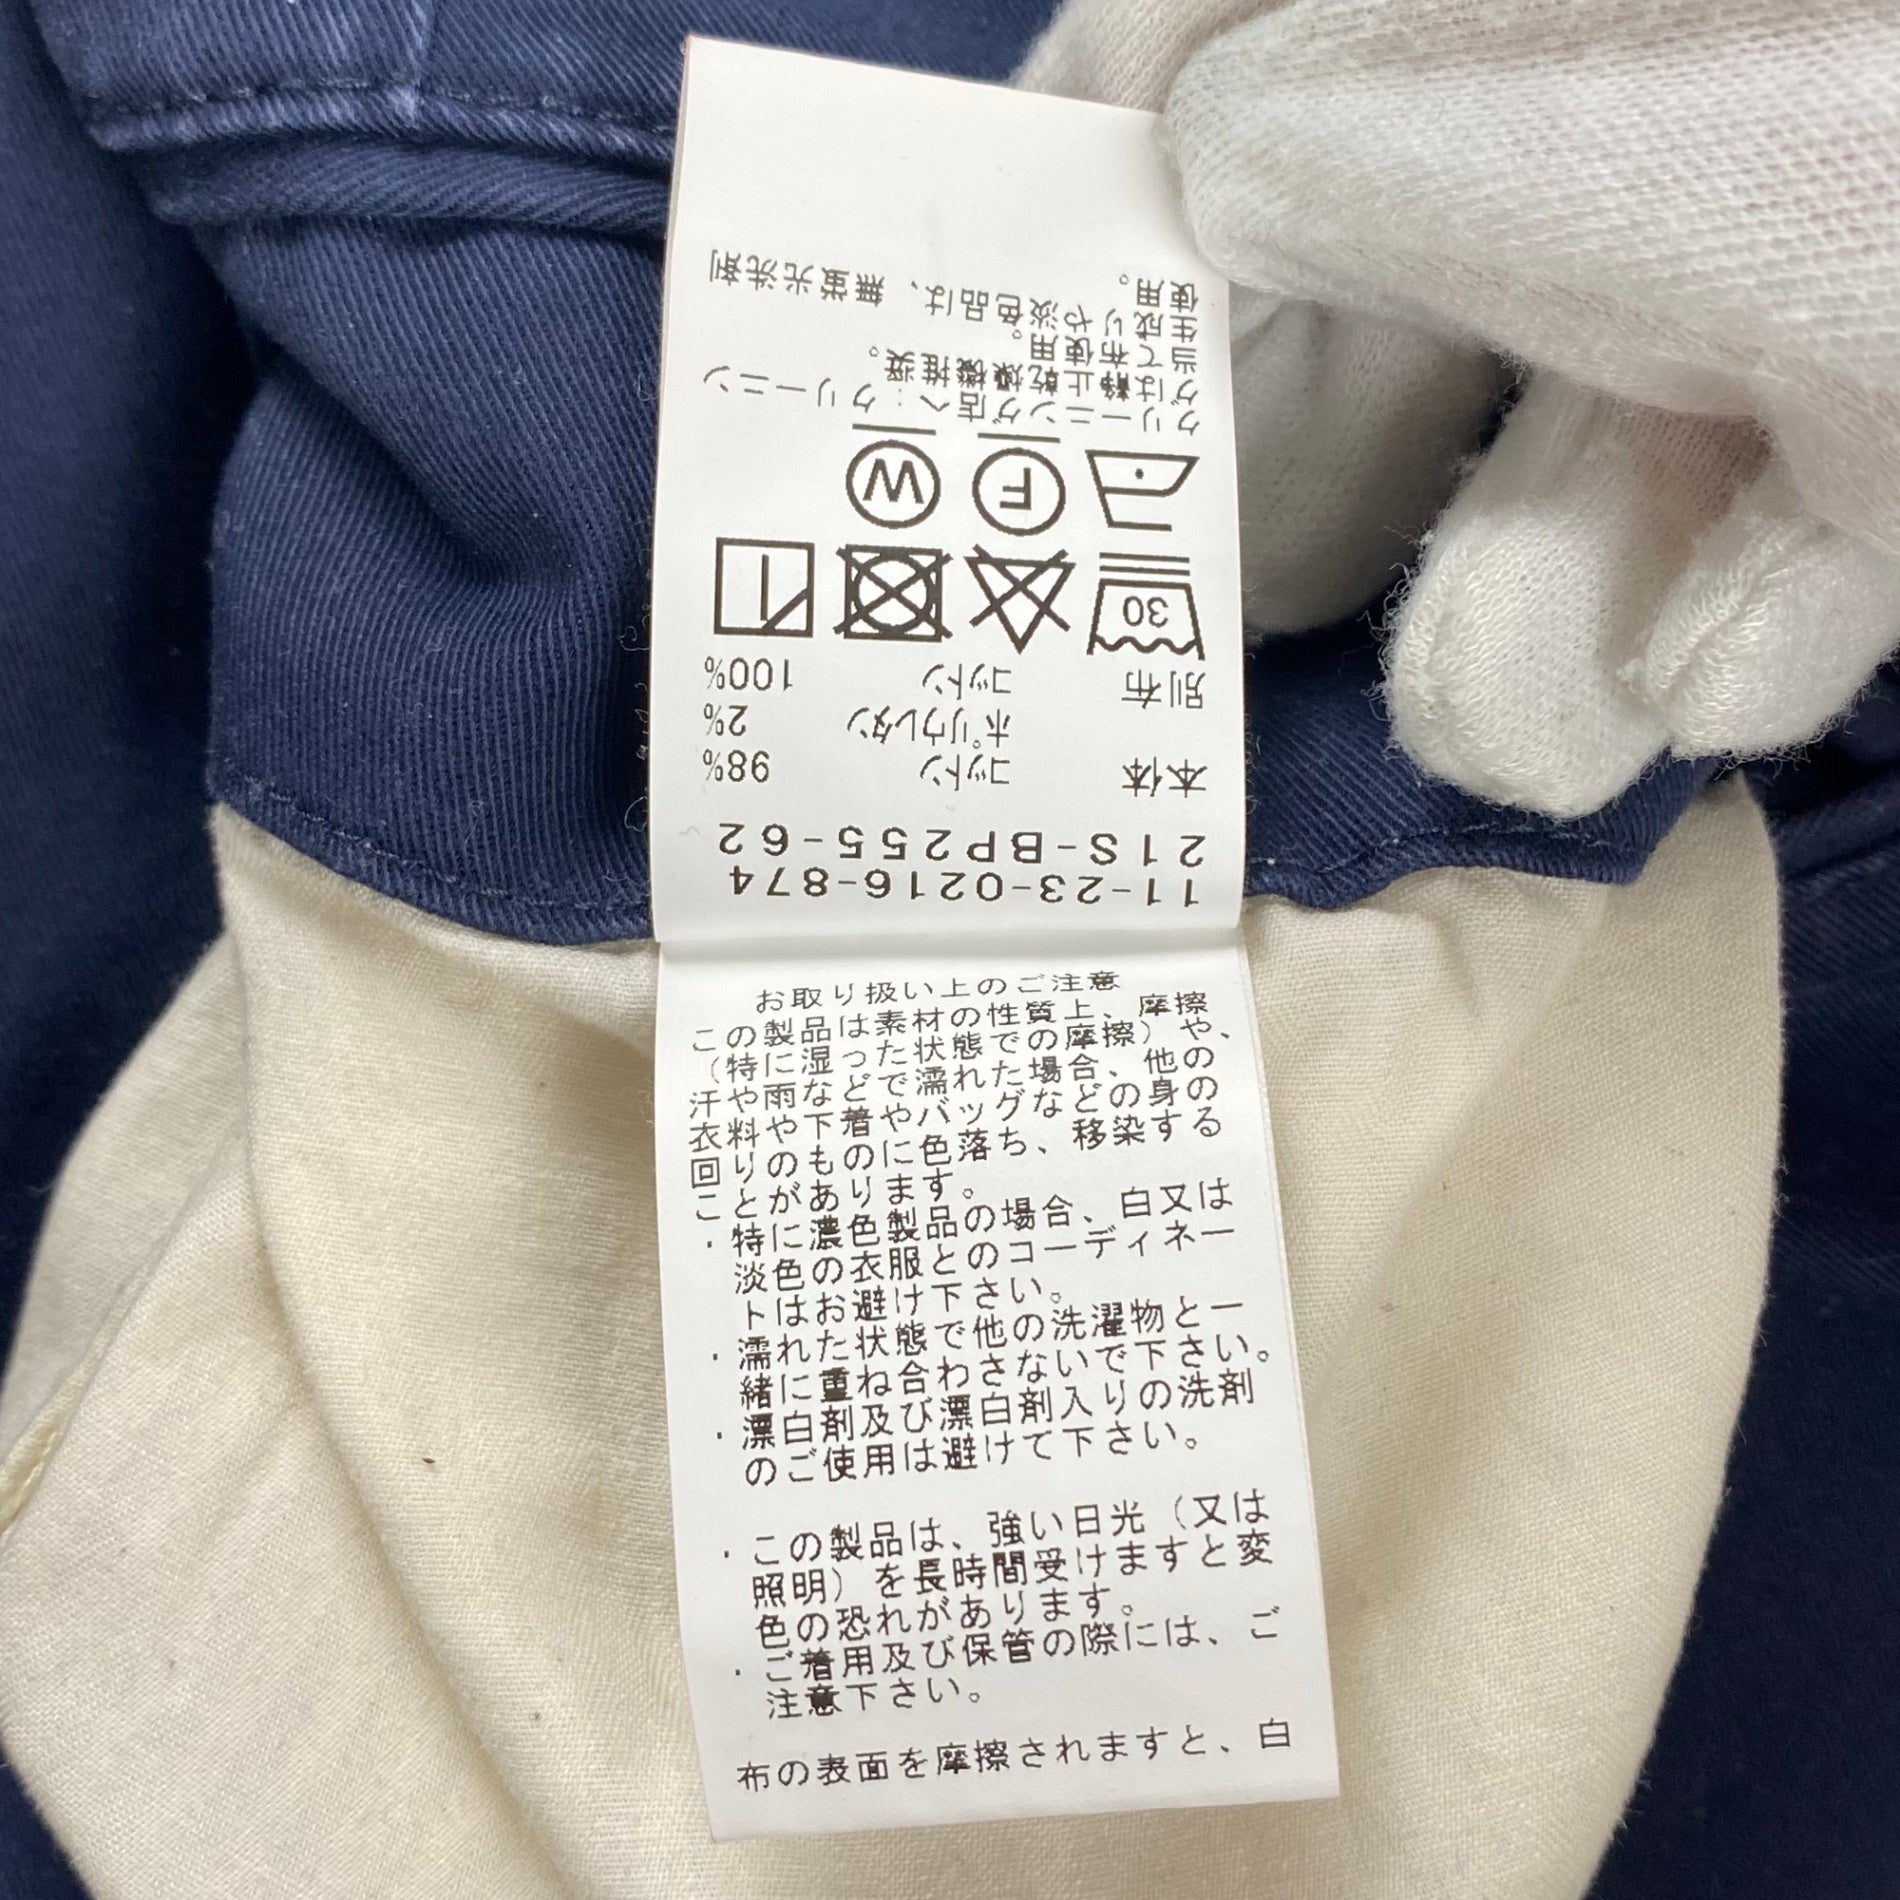 11-23-0216-874
21S-BP255-62
本体 コットン 98%
ポリウレタン 2%
別布 コットン 100%
30
F
W
クリーニング店へ:クリーニン
グは静止乾燥機推奨。
当て布使用。
生成りや淡色品は、無蛍光洗剤
使用。
お取り扱い上のご注意
この製品は素材の性質上、摩擦
(特に湿った状態での摩擦)や、
汗や雨などで濡れた場合、他の
衣料や下着やバッグなどの身の
回りのものに色落ち、移染する
ことがあります。
・特に濃色製品の場合、白又は
淡色の衣服とのコーディネー
トはお避け下さい。
・濡れた状態で他の洗濯物と一
緒に重ね合わさないで下さい。
・漂白剤及び漂白剤入りの洗剤
のご使用は避けて下さい。
・この製品は、強い日光(又は
照明)を長時間受けますと変
色の恐れがあります。
・ご着用及び保管の際には、ご
注意下さい。
布の表面を摩擦されますと、白